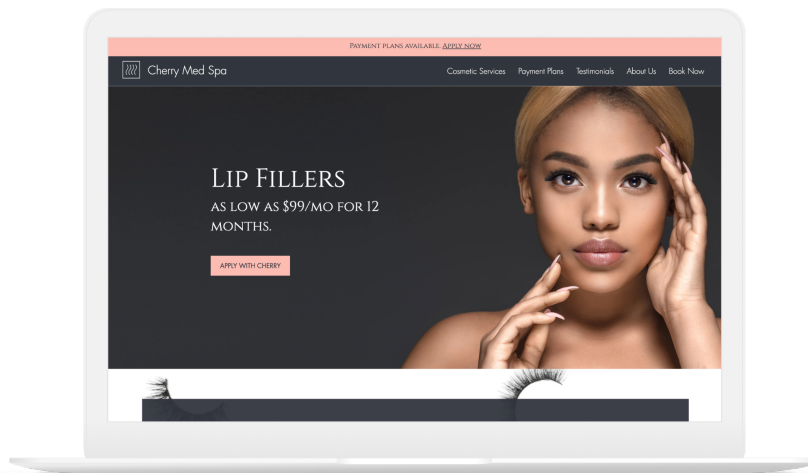 Payment plans available. Apply now
Cherry Med Spa
Cosmetic Services Payment Plans Testimonials About Us Book Now
Lip Fillers
as low as $99/mo for 12
months.
APPLY WITH CHERRY